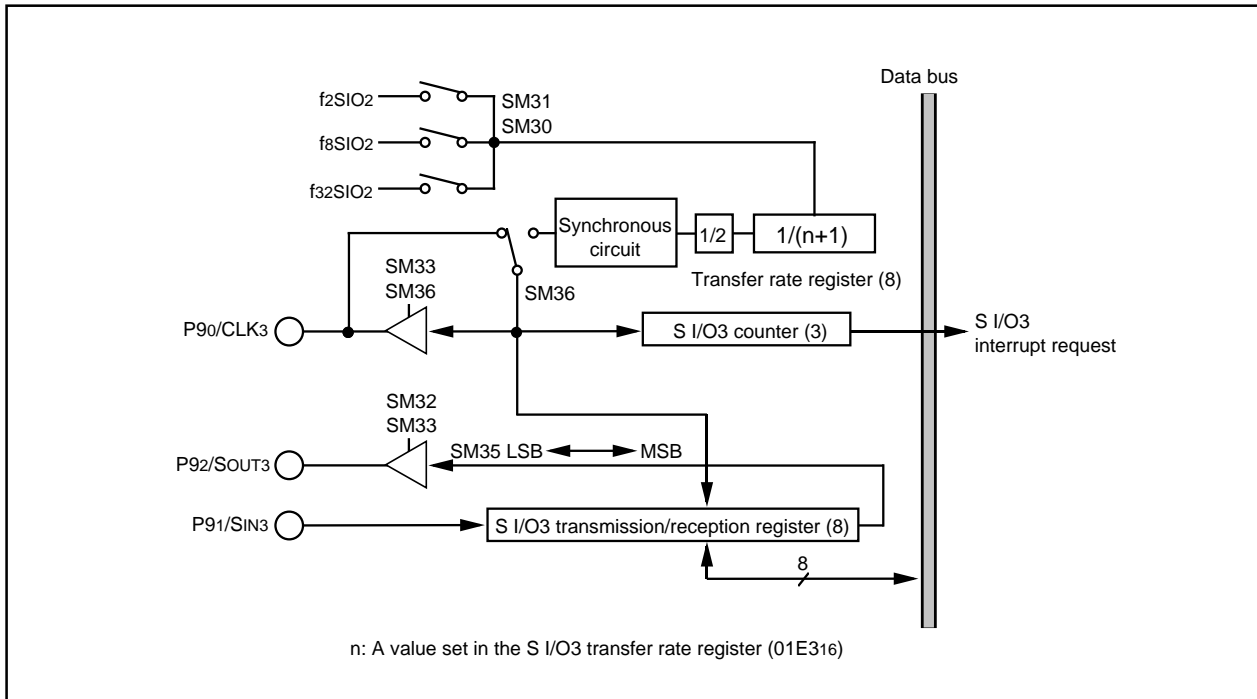 Data bus
f2SIO2
SM31
SM30
f8SIO2
f32SIO2
Synchronous
circuit
1/2
1/(n+1)
Transfer rate register (8)
SM33
SM36
SM36
P90/CLK3
S I/O3 counter (3)
S I/O3
interrupt request
SM32
SM33
SM35 LSB
MSB
P92/SOUT3
P91/SIN3
S I/O3 transmission/reception register (8)
8
n: A value set in the S I/O3 transfer rate register (01E316)